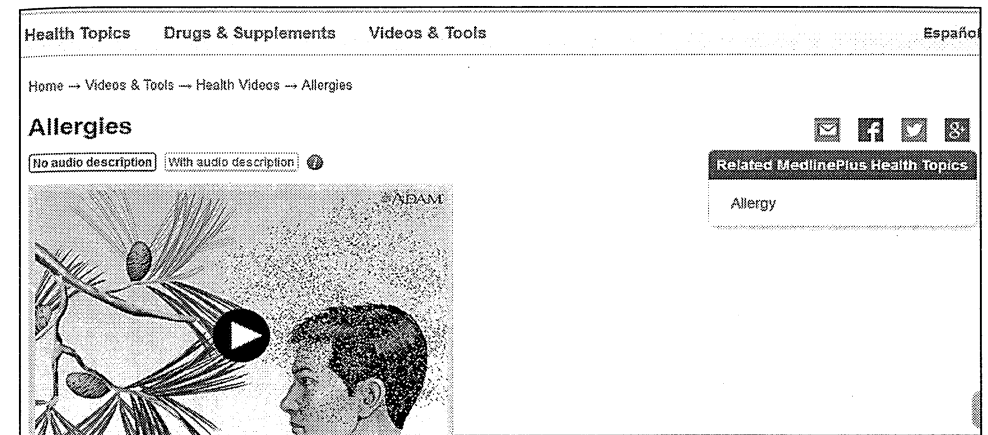 Health Topics Drugs & Supplements Videos & Tools Español
Home → Videos & Tools → Health Videos → Allergies
Allergies
No audio description With audio description
Related MedlinePlus Health Topics
Allergy
ADAM